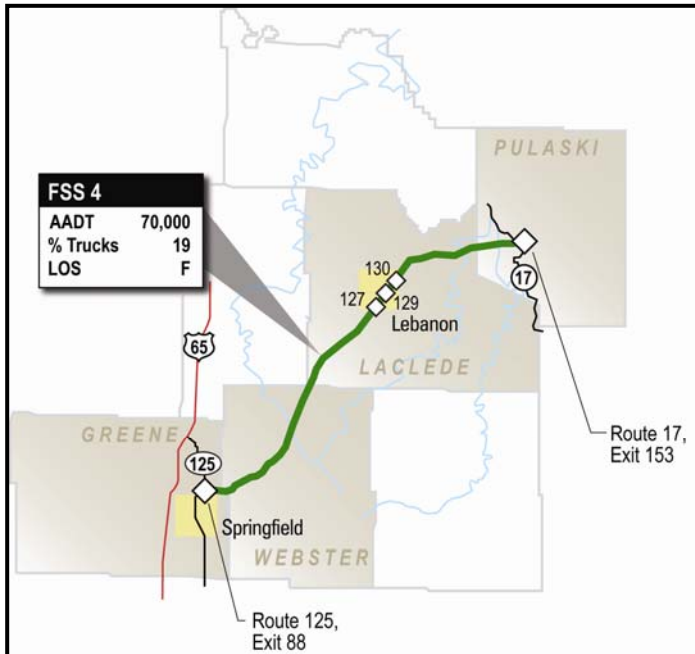 PULASKI
FSS 4
AADT 70,000
% Trucks 19
LOS F
130
127
129
Lebanon
17
LACLEDE
65
GREENE
125
Route 17,
Exit 153
Springfield
WEBSTER
Route 125,
Exit 88